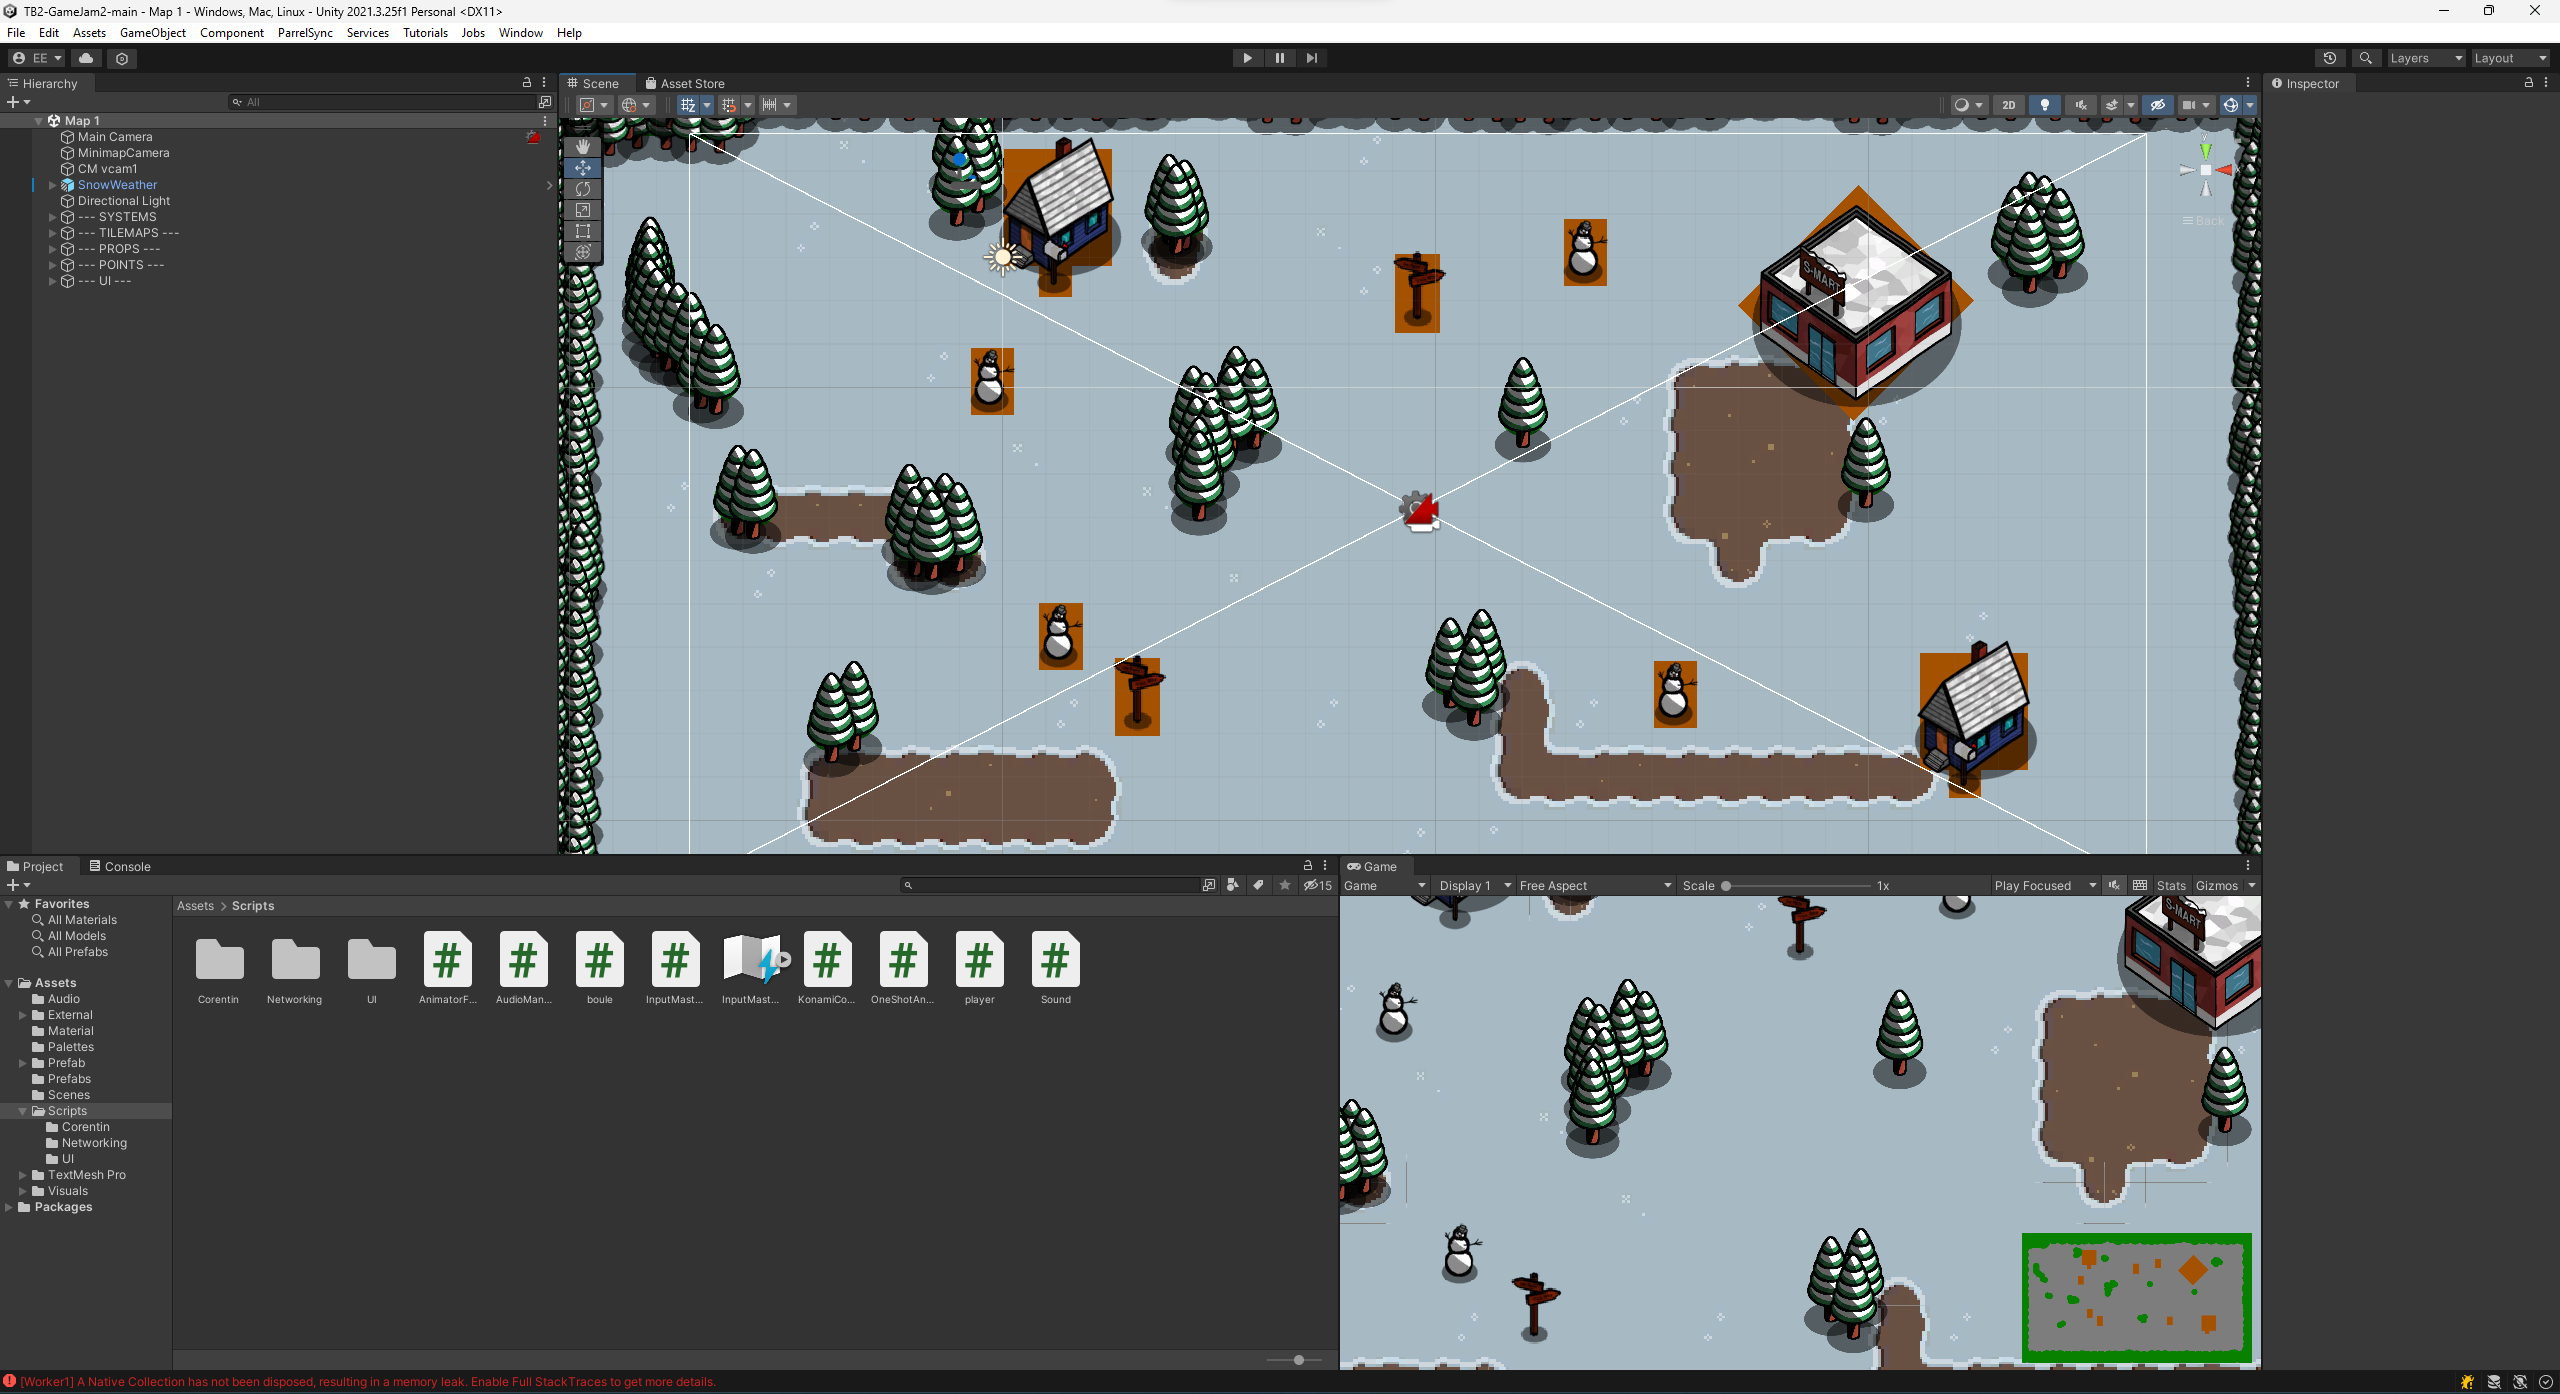 TB2-GameJam2-main - Map 1 - Windows, Mac, Linux - Unity 2021.3.25f1 Personal <DX11>
File Edit Assets GameObject Component ParrelSync Services Tutorials Jobs Window Help
EE Layers Layout
Hierarchy
All
Map 1
Main Camera
MinimapCamera
CM vcam1
SnowWeather
Directional Light
--- SYSTEMS
--- TILEMAPS ---
--- PROPS ---
--- POINTS ---
--- UI ---
Scene Asset Store
2D
y
Back
S-MART
Inspector
Project Console
15
Favorites
All Materials
All Models
All Prefabs
Assets
Audio
External
Material
Palettes
Prefab
Prefabs
Scenes
Scripts
Corentin
Networking
UI
TextMesh Pro
Visuals
Packages
Assets > Scripts
Corentin Networking UI AnimatorF... AudioMan... boule InputMast... InputMast... KonamiCo... OneShotAn... player Sound
Game
Game Display 1 Free Aspect Scale 1x Play Focused Stats Gizmos
S-MART
[Worker1] A Native Collection has not been disposed, resulting in a memory leak. Enable Full StackTraces to get more details.